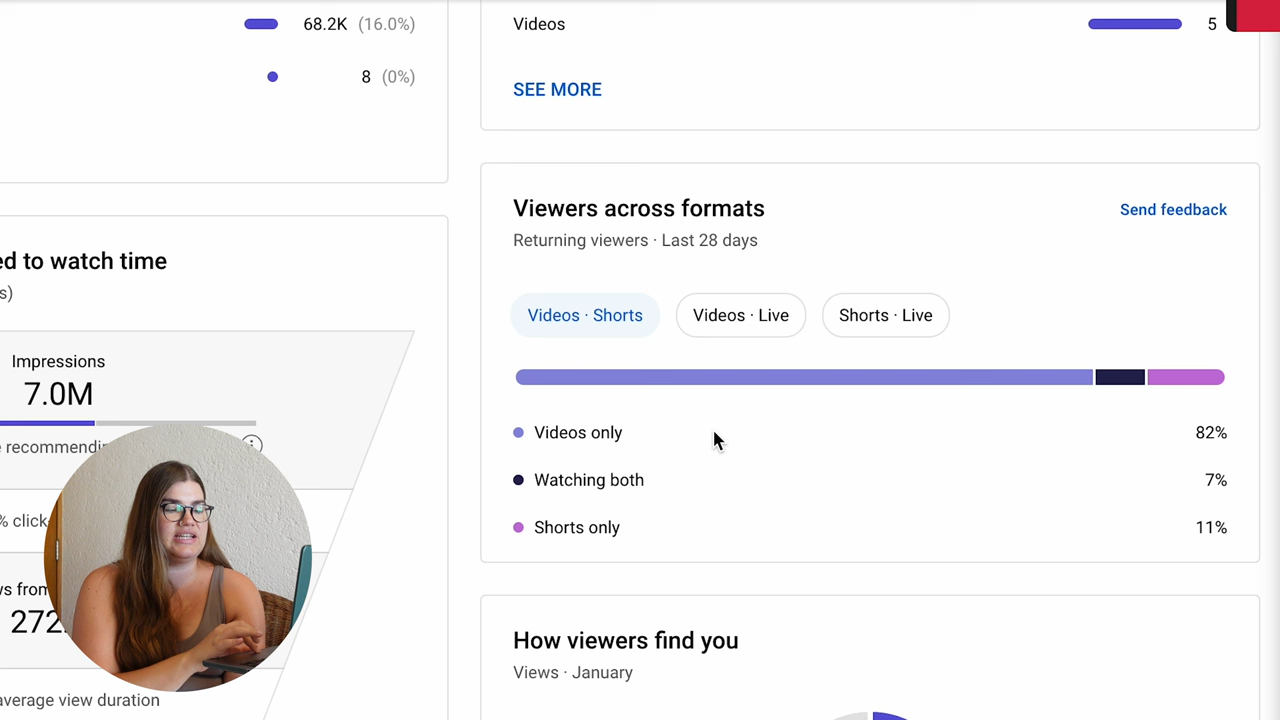 68.2K (16.0%)
8 (0%)
ed to watch time
s)
Impressions
7.0M
e recommendi
% click
ws from
272.
average view duration
Videos 5
SEE MORE
Viewers across formats
Send feedback
Returning viewers · Last 28 days
Videos · Shorts
Videos · Live
Shorts · Live
Videos only 82%
Watching both 7%
Shorts only 11%
How viewers find you
Views · January